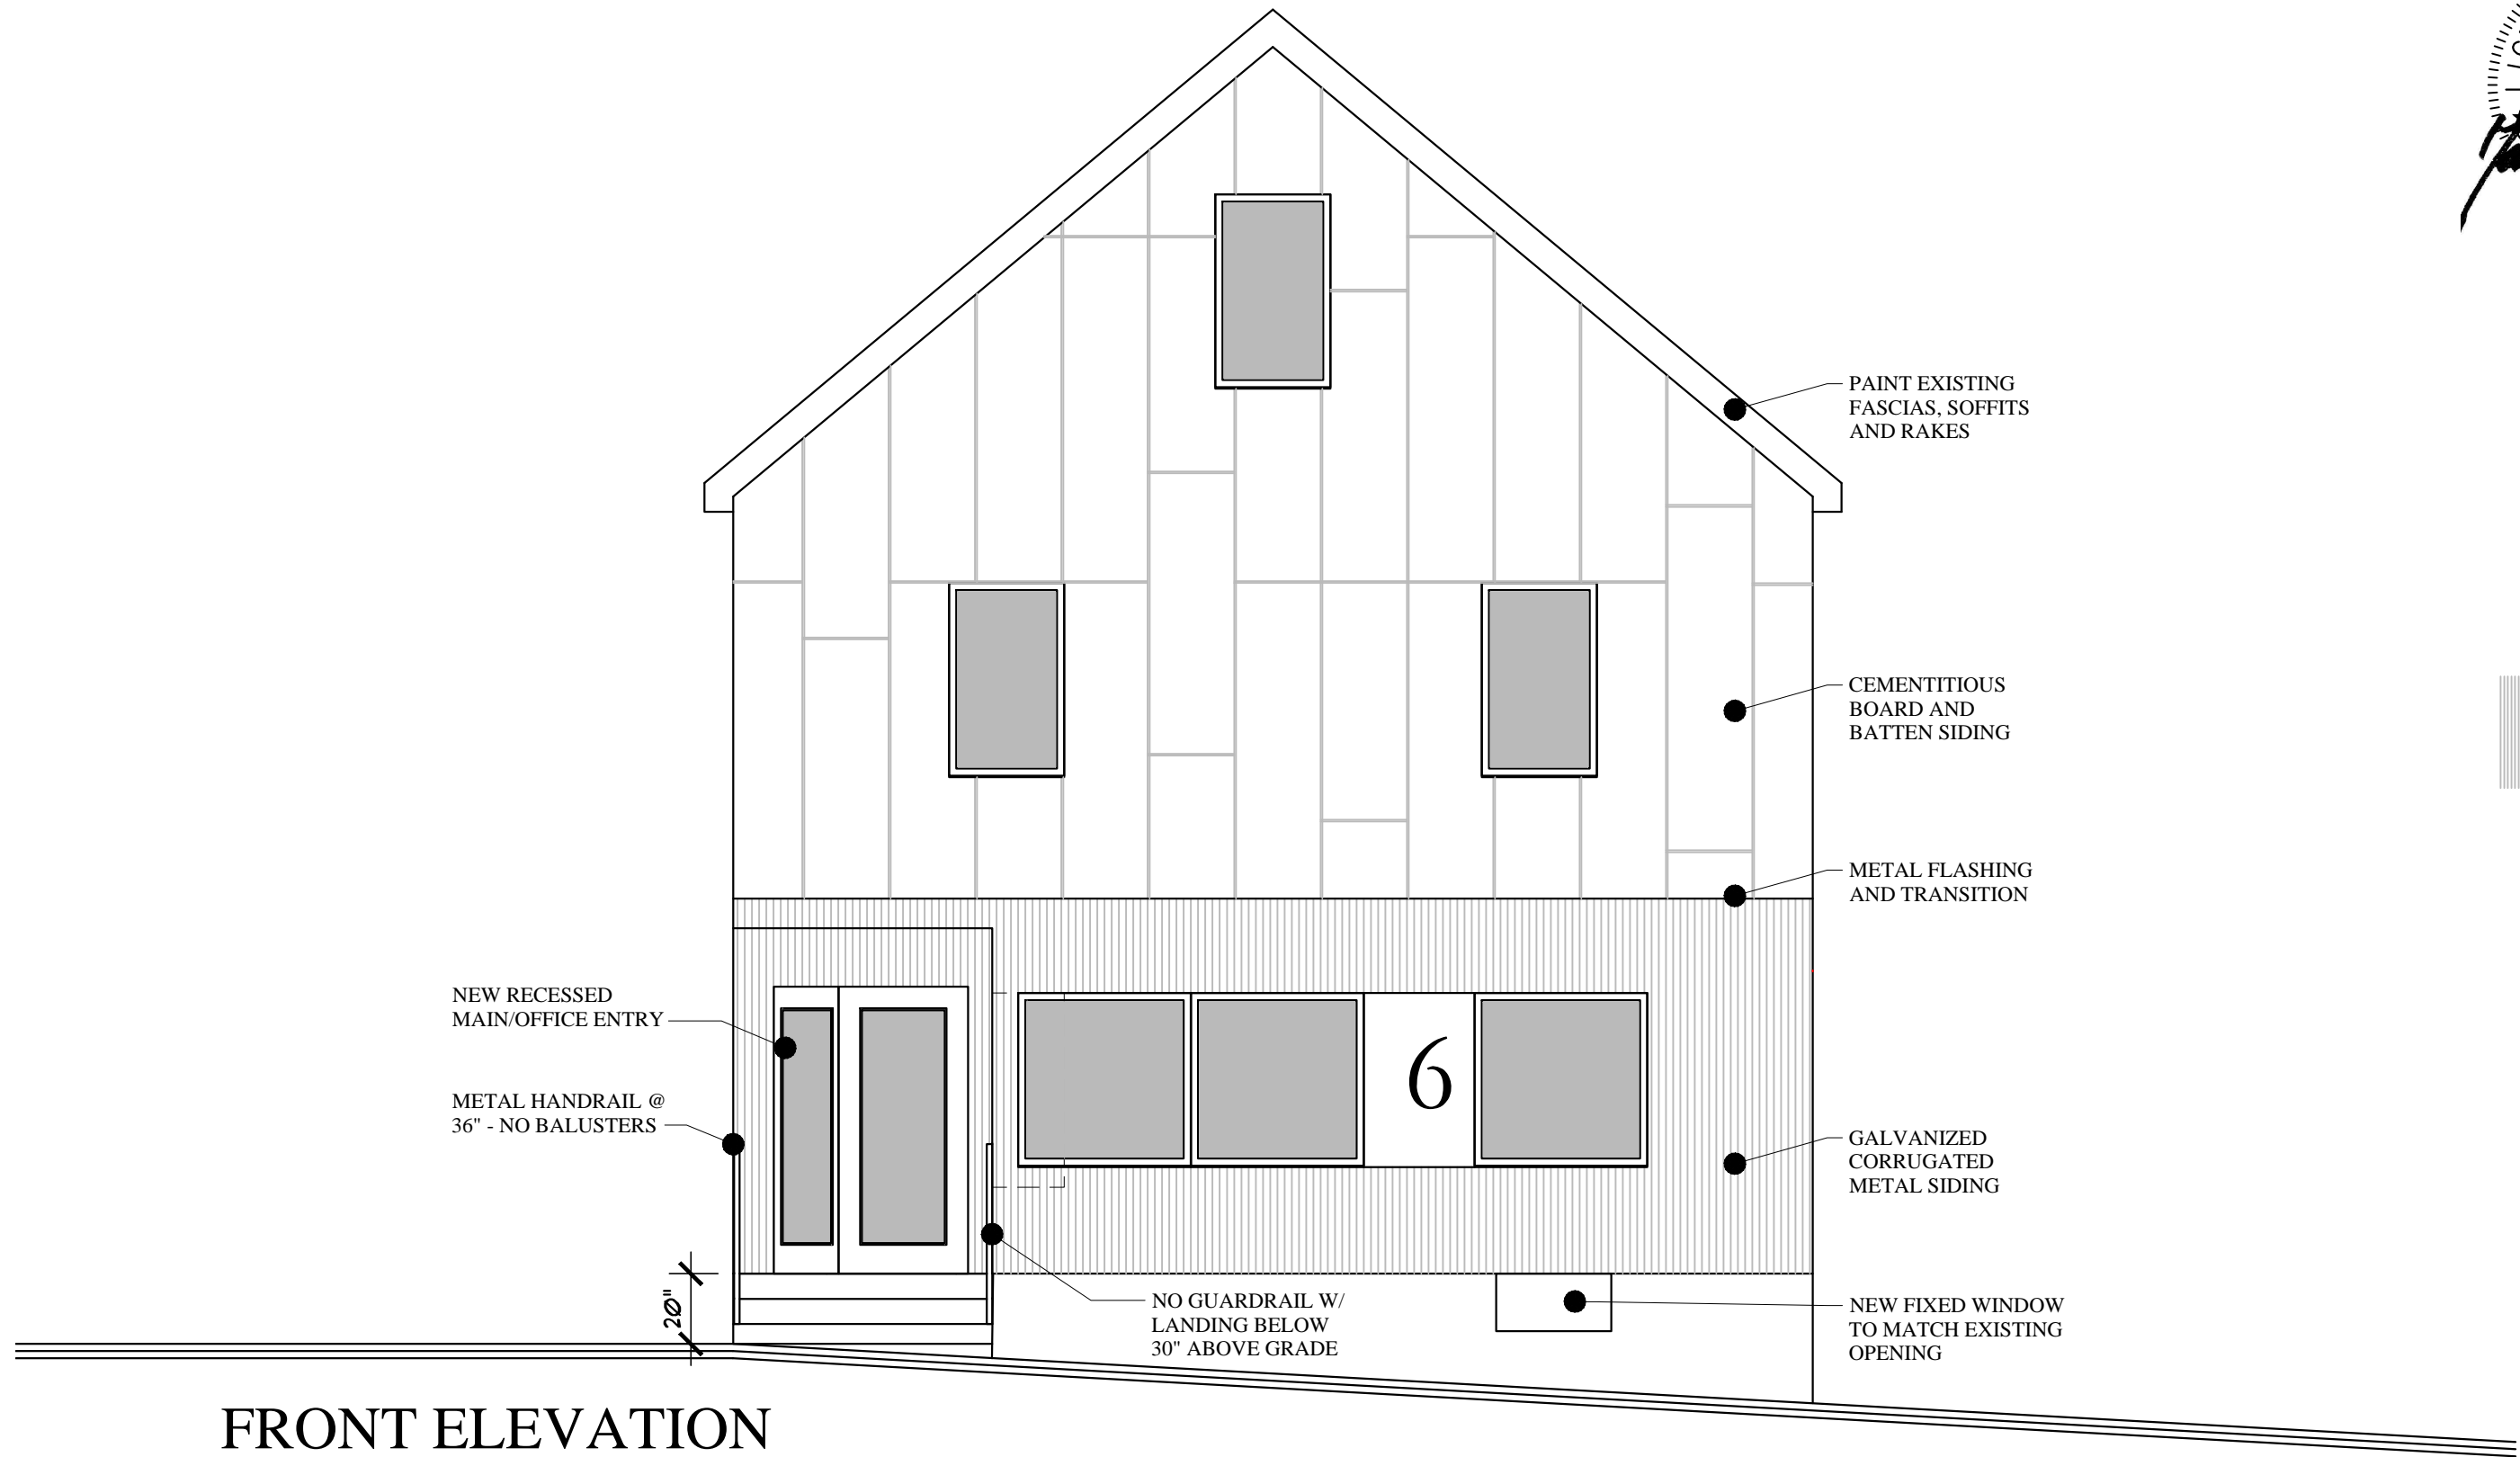 PAINT EXISTING
FASCIAS, SOFFITS
AND RAKES
CEMENTITIOUS
BOARD AND
BATTEN SIDING
METAL FLASHING
AND TRANSITION
NEW RECESSED
MAIN/OFFICE ENTRY
METAL HANDRAIL @
36" - NO BALUSTERS
6
GALVANIZED
CORRUGATED
METAL SIDING
20"
NO GUARDRAIL W/
LANDING BELOW
30" ABOVE GRADE
NEW FIXED WINDOW
TO MATCH EXISTING
OPENING
FRONT ELEVATION